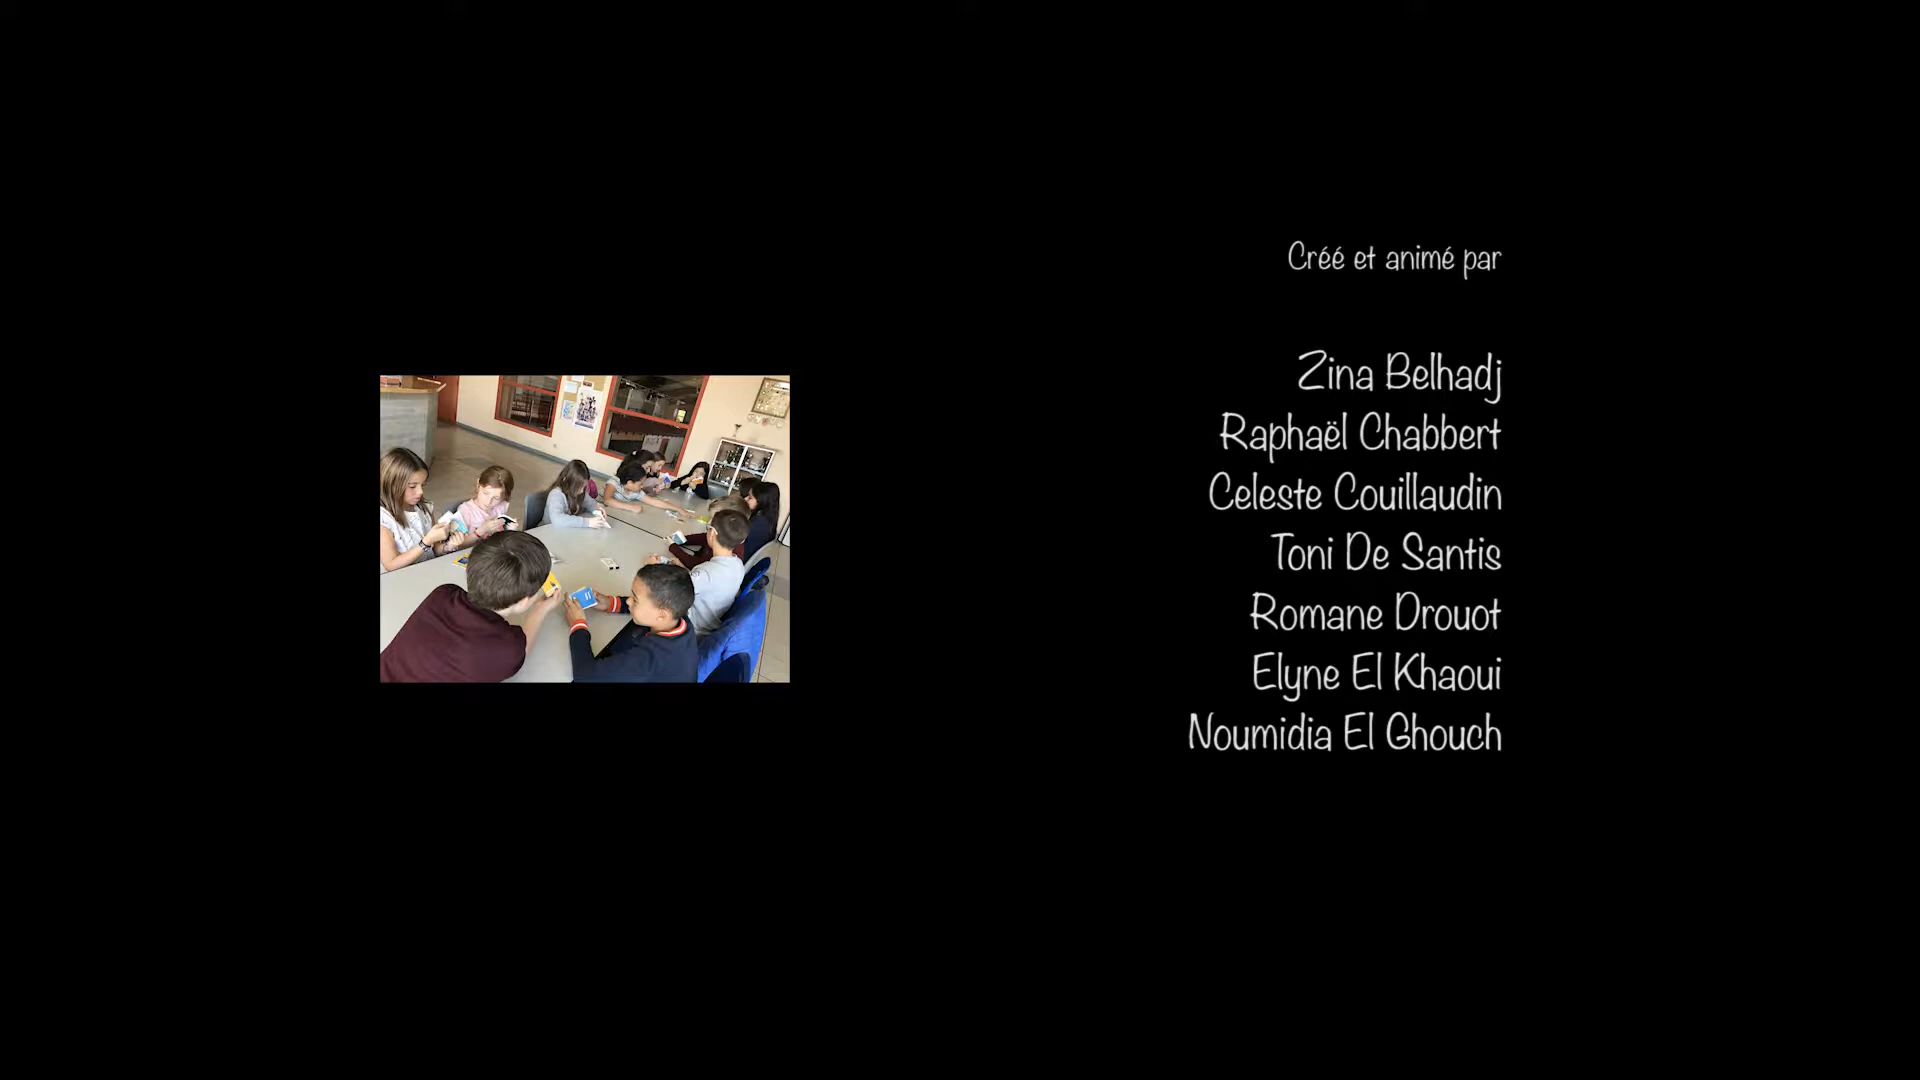 Créé et animé par
Zina Belhadj
Raphaël Chabbert
Celeste Couillaudin
Toni De Santis
Romane Drouot
Elyne El Khaoui
Noumidia El Ghouch